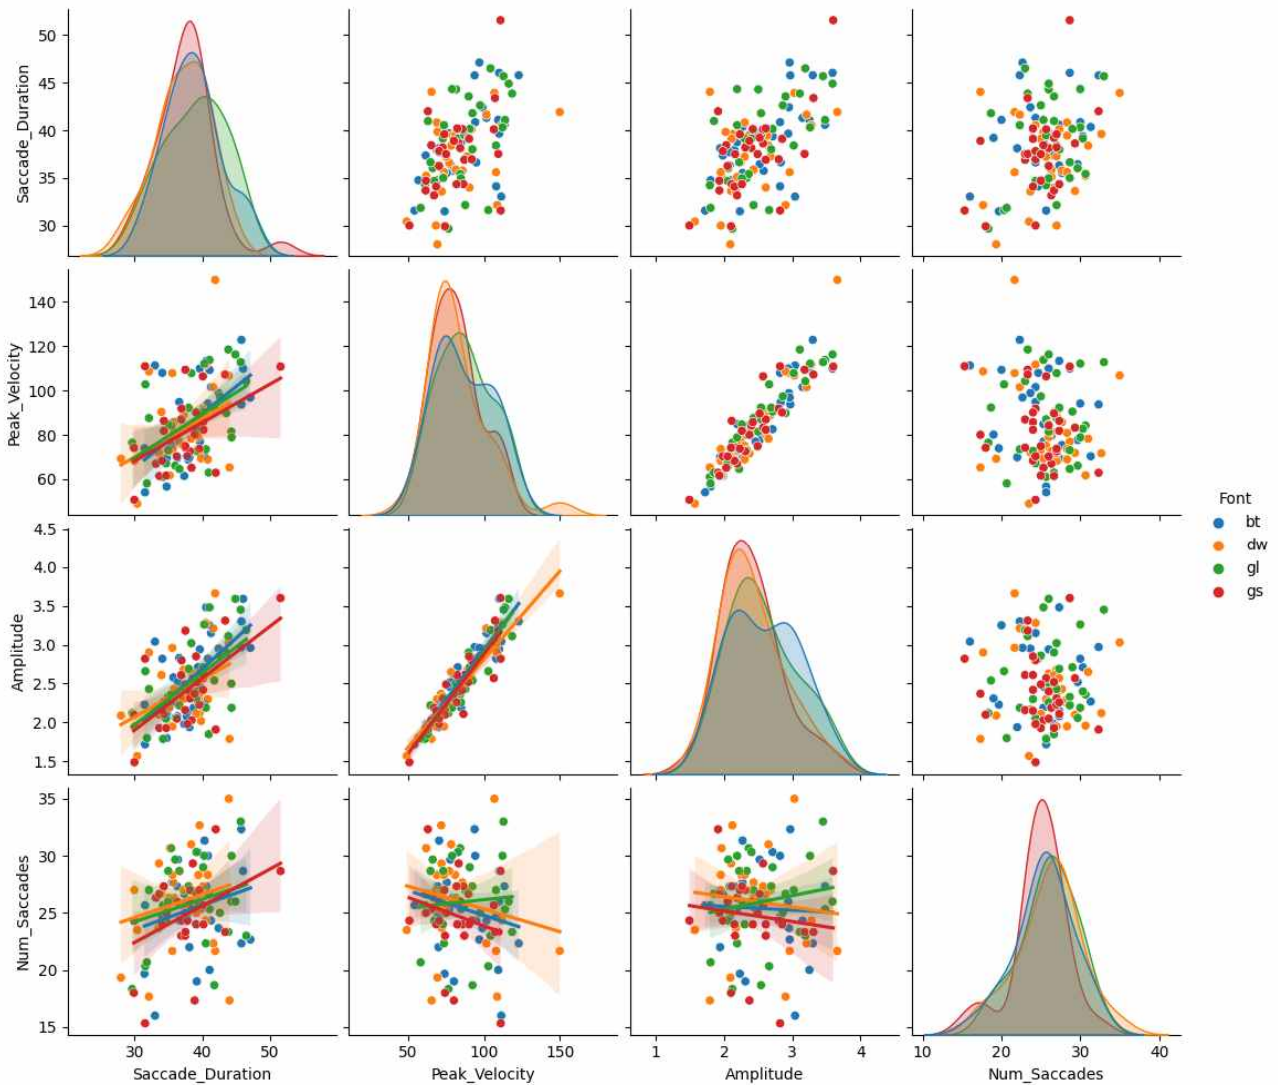 50
45
40
35
30
Saccade_Duration
140
120
100
80
60
Peak_Velocity
4.5
4.0
3.5
3.0
2.5
2.0
1.5
Amplitude
35
30
25
20
15
Num_Saccades
30 40 50
50 100 150
1 2 3 4
10 20 30 40
Saccade_Duration
Peak_Velocity
Amplitude
Num_Saccades
Font
bt
dw
gl
gs